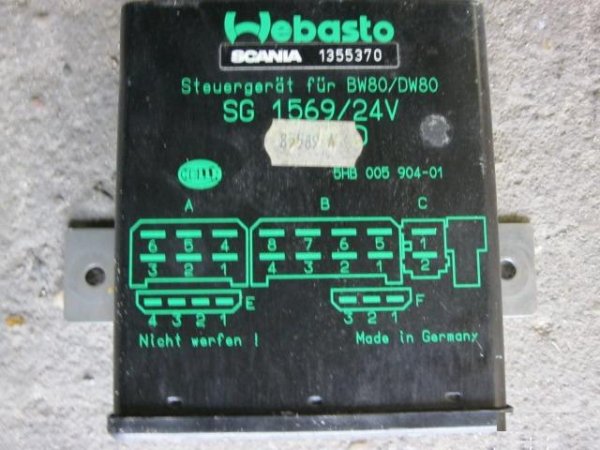 Webasto
SCANIA 1355370
Steuergerät für BW80/DW80
SG 1569/24V
D
5HB 005 904-01
HELLA
A B C
6 5 4 8 7 6 5 1
3 2 1 4 3 2 1 2
E F
4 3 2 1 3 2 1
Nicht werfen ! Made in Germany